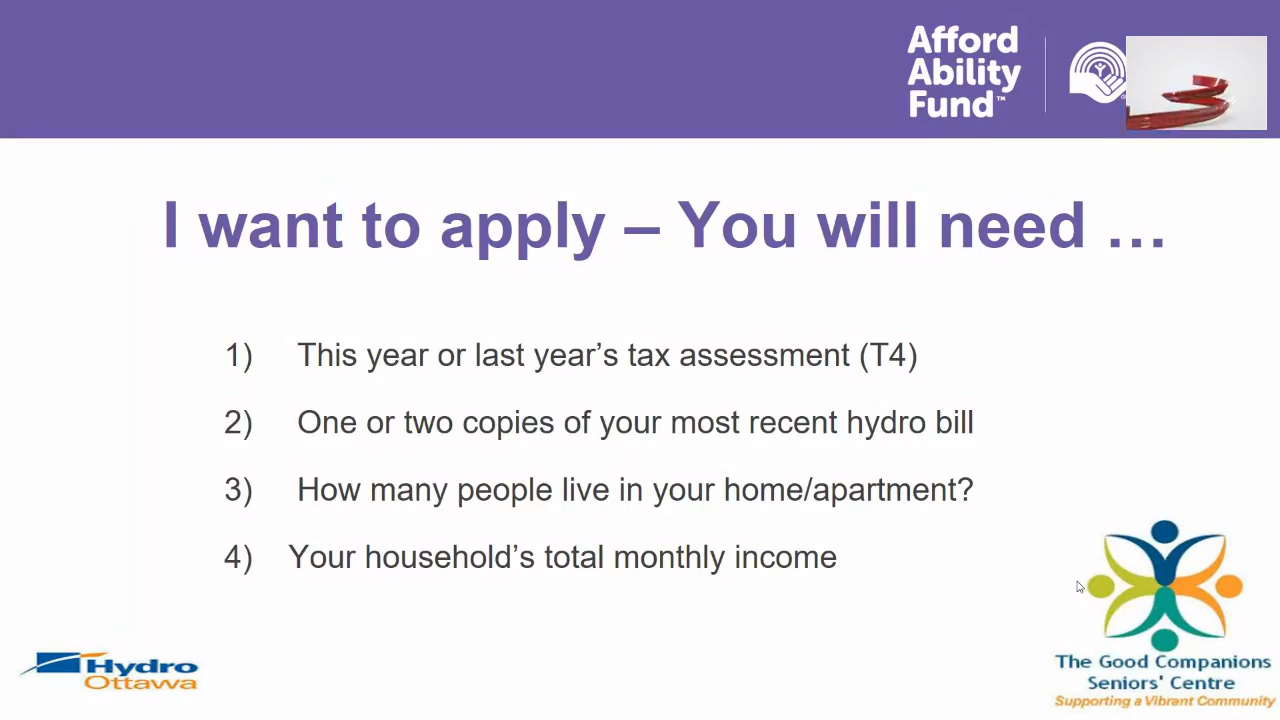 Afford
Ability
Fund™
I want to apply – You will need …
1) This year or last year’s tax assessment (T4)
2) One or two copies of your most recent hydro bill
3) How many people live in your home/apartment?
4) Your household’s total monthly income
Hydro
Ottawa
The Good Companions
Seniors' Centre
Supporting a Vibrant Community